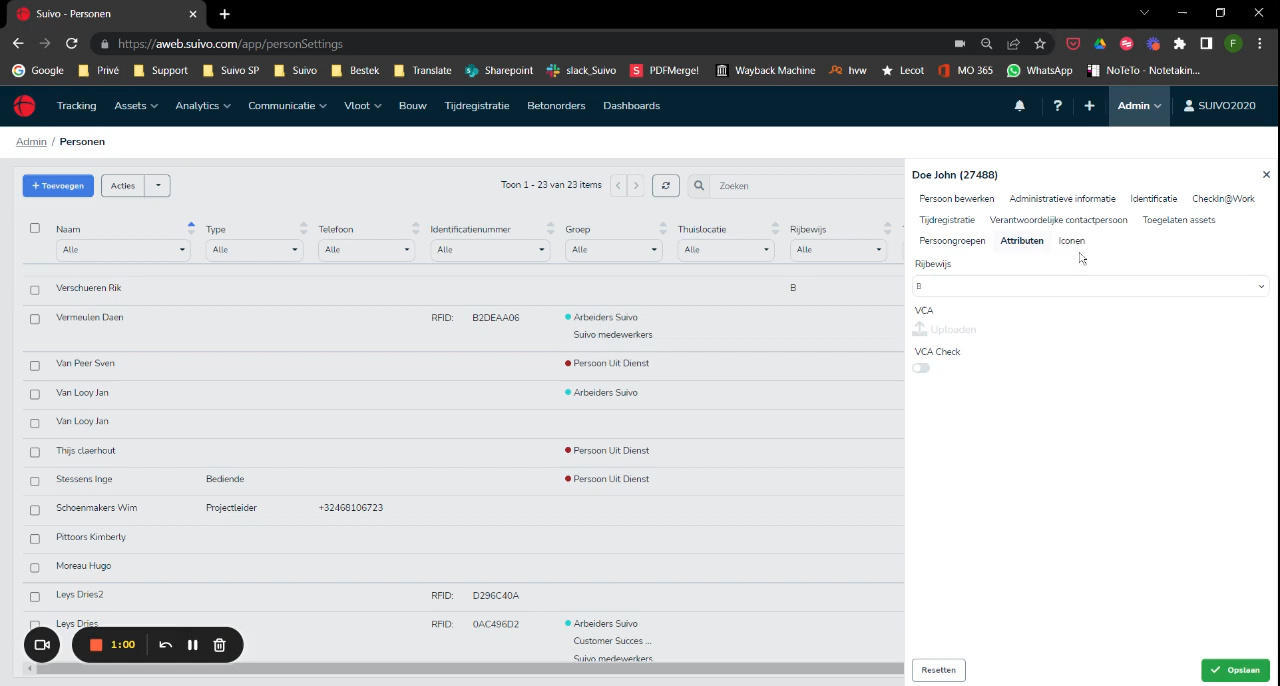 Suivo - Personen
https://aweb.suivo.com/app/personSettings
F
Google Privé Support Suivo SP Suivo Bestek Translate Sharepoint slack_Suivo PDFMerge! Wayback Machine hvw Lecot MO 365 WhatsApp NoTeTo - Notetakin...
Tracking Assets Analytics Communicatie Vloot Bouw Tijdregistratie Betonorders Dashboards ? + Admin SUIVO2020
Admin / Personen
+ Toevoegen Acties Toon 1 - 23 van 23 items Zoeken
Naam Type Telefoon Identificatienummer Groep Thuislocatie Rijbewijs
Alle Alle Alle Alle Alle Alle Alle
Verschueren Rik B
Vermeulen Daen RFID: B2DEAA06 Arbeiders Suivo
Suivo medewerkers
Van Peer Sven Persoon Uit Dienst
Van Looy Jan Arbeiders Suivo
Van Looy Jan
Thijs claerhout Persoon Uit Dienst
Stessens Inge Bediende Persoon Uit Dienst
Schoenmakers Wim Projectleider +32468106723
Pittoors Kimberly
Moreau Hugo
Leys Dries2 RFID: D296C40A
Leys Dries RFID: 0AC496D2 Arbeiders Suivo
Customer Succes ...
Suivo medewerkers
1:00
Doe John (27488)
Persoon bewerken Administratieve informatie Identificatie CheckIn@Work
Tijdregistratie Verantwoordelijke contactpersoon Toegelaten assets
Persoongroepen Attributen Iconen
Rijbewijs
B
VCA
Uploaden
VCA Check
Resetten Opslaan